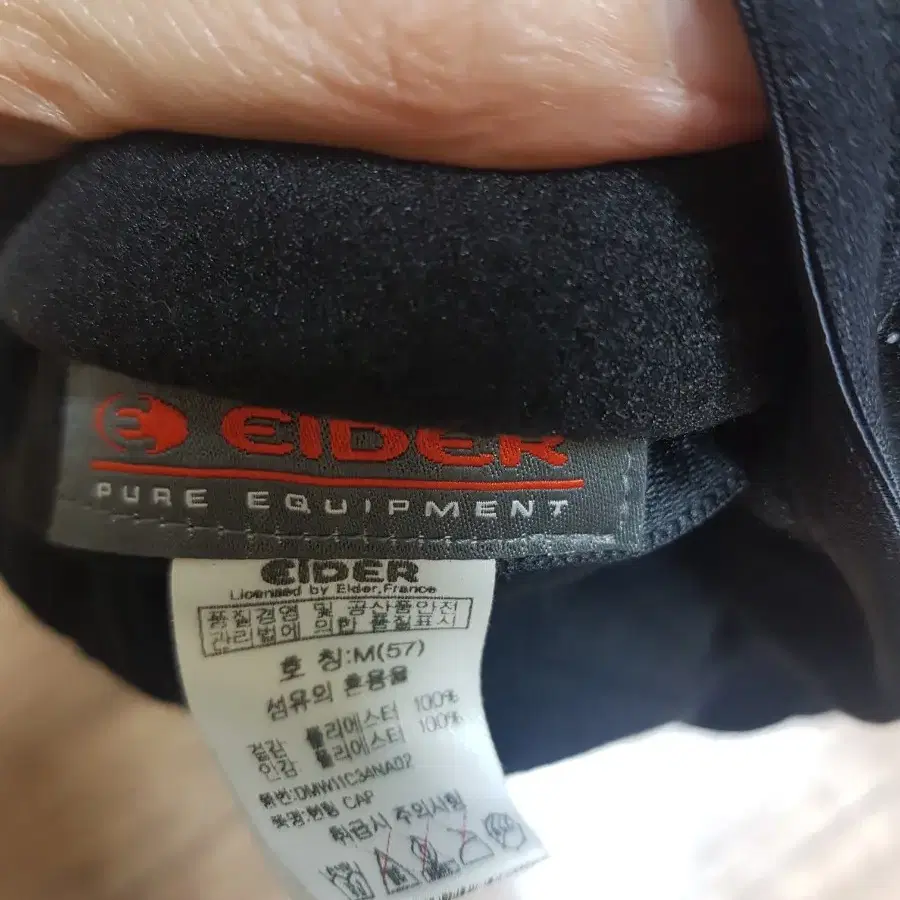 EIDER
PURE EQUIPMENT
EIDER
Licensed by Eider,France
품질경영 및 공산품안전
관리법에 의한 품질표시
호 칭:M(57)
섬유의 혼용율
겉감 폴리에스터 100%
안감 폴리에스터 100%
품번:DMW11C34NA02
품명:헌팅 CAP
취급시 주의사항